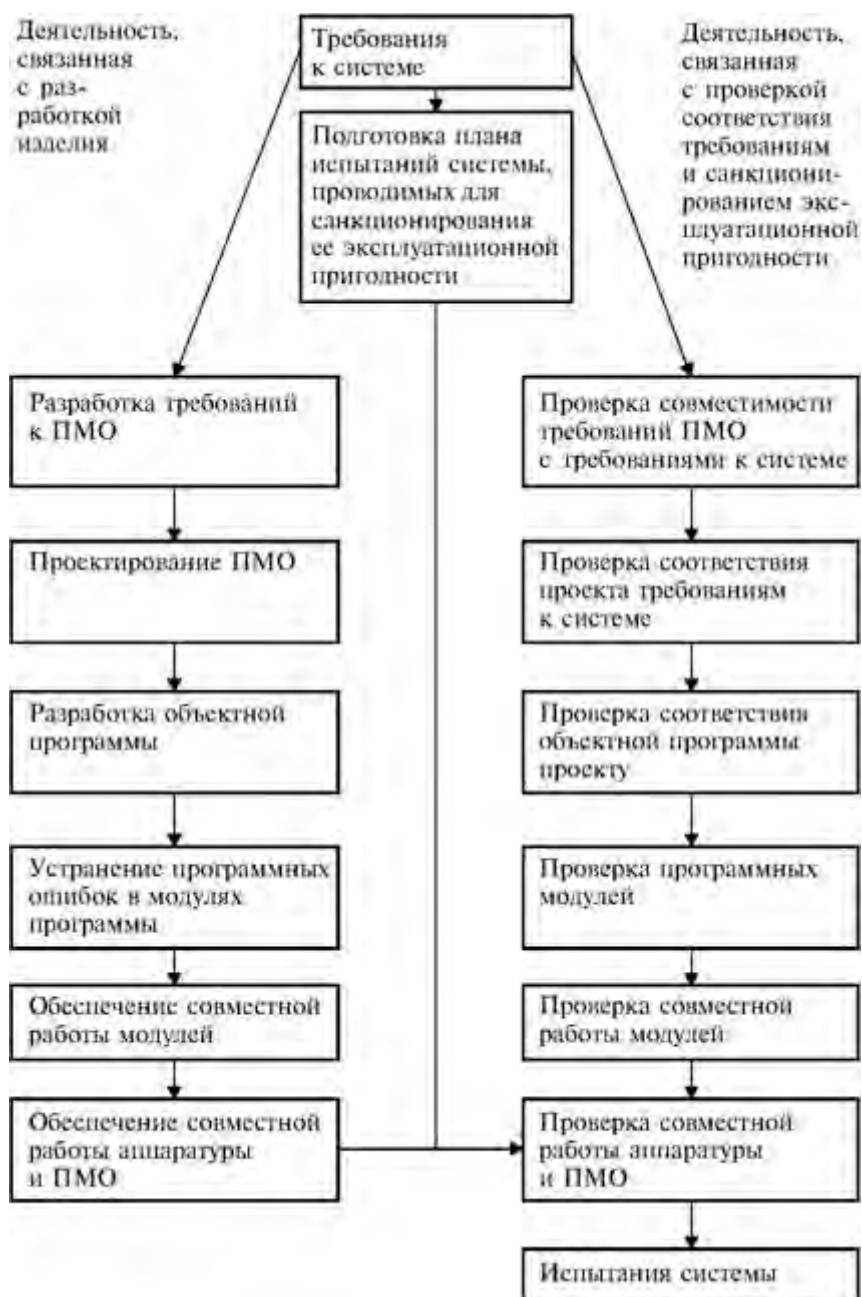 Деятельность,
связанная
с раз-
работкой
изделия
Требования
к системе
Деятельность,
связанная
с проверкой
соответствия
требованиям
и санкциони-
рованием экс-
плуатационной
пригодности
Подготовка плана
испытаний системы,
проводимых для
санкционирования
ее эксплуатационной
пригодности
Разработка требований
к ПМО
Проверка совместимости
требований ПМО
с требованиями к системе
Проектирование ПМО
Проверка соответствия
проекта требованиям
к системе
Разработка объектной
программы
Проверка соответствия
объектной программы
проекту
Устранение программных
ошибок в модулях
программы
Проверка программных
модулей
Обеспечение совместной
работы модулей
Проверка совместной
работы модулей
Обеспечение совместной
работы аппаратуры
и ПМО
Проверка совместной
работы аппаратуры
и ПМО
Испытания системы